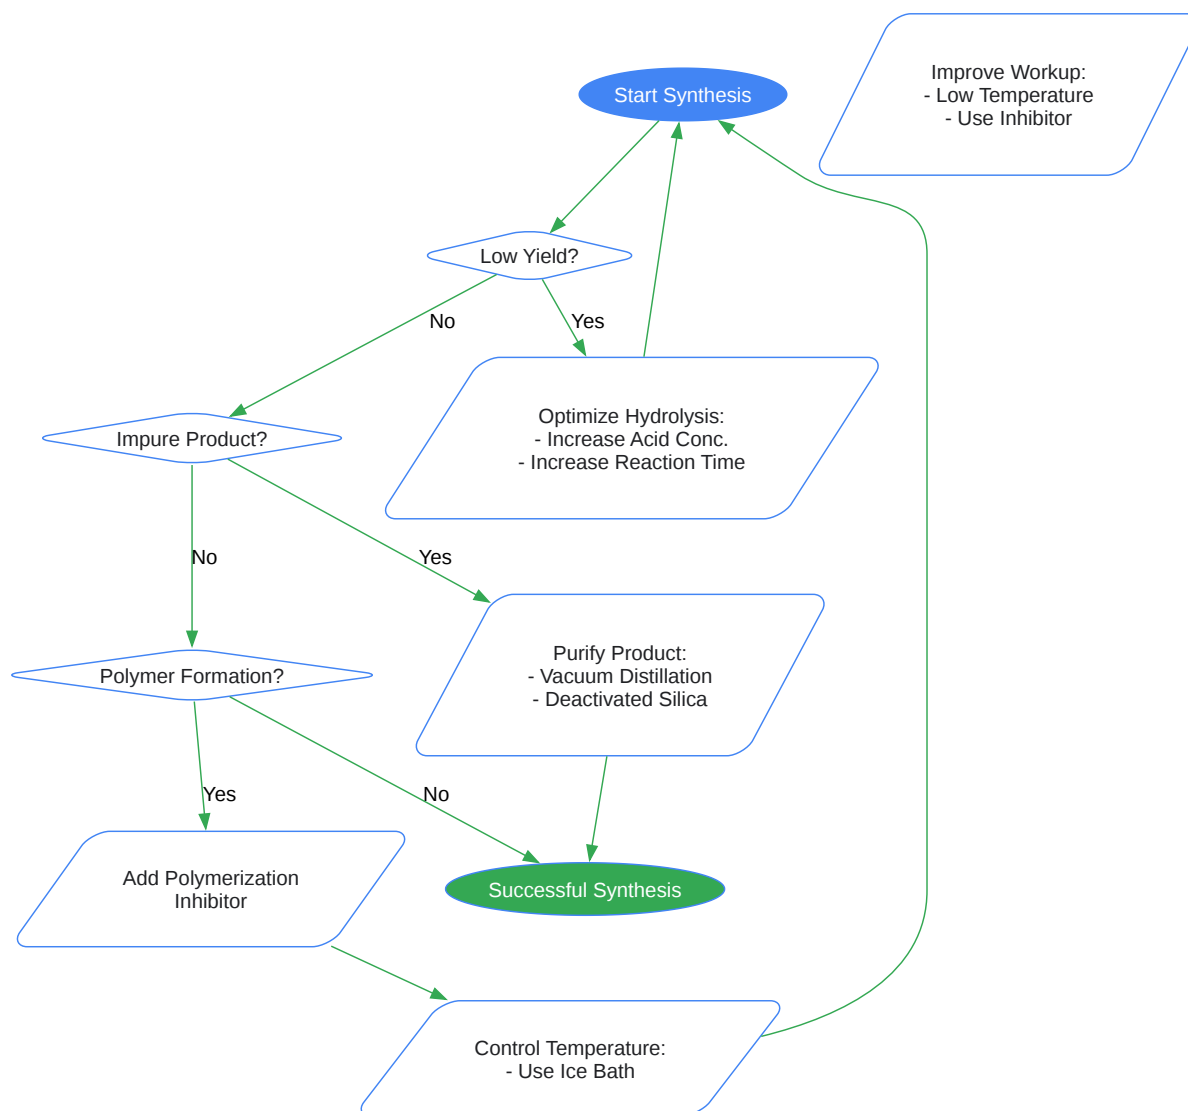 Improve Workup:
- Low Temperature
- Use Inhibitor
Start Synthesis
Low Yield?
No
Yes
Optimize Hydrolysis:
- Increase Acid Conc.
- Increase Reaction Time
Impure Product?
No
Yes
Purify Product:
- Vacuum Distillation
- Deactivated Silica
Polymer Formation?
Yes
No
Add Polymerization
Inhibitor
Successful Synthesis
Control Temperature:
- Use Ice Bath